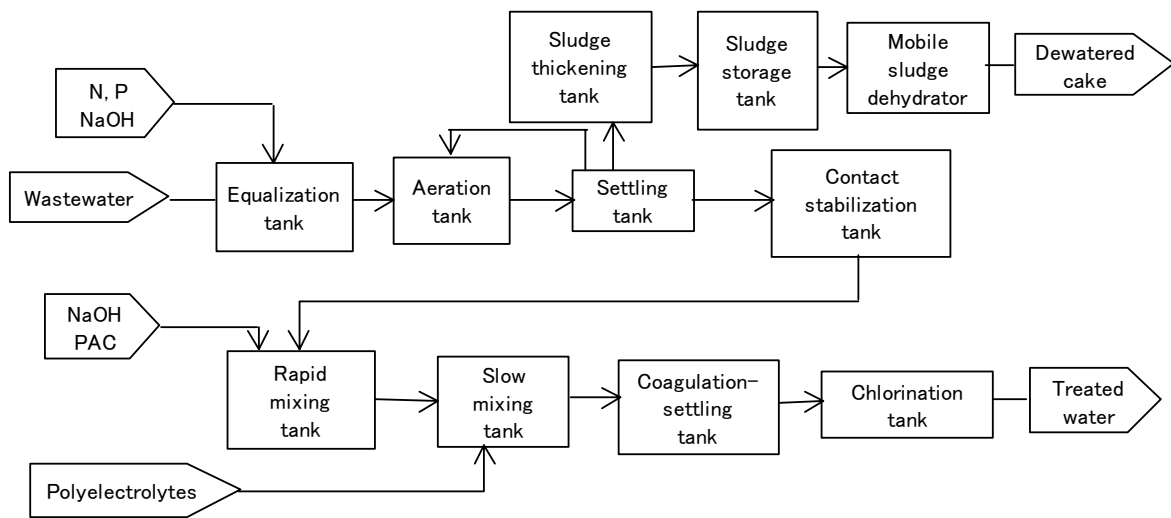 Sludge
thickening
tank
Sludge
storage
tank
Mobile
sludge
dehydrator
Dewatered
cake
N, P
NaOH
Wastewater
Equalization
tank
Aeration
tank
Settling
tank
Contact
stabilization
tank
NaOH
PAC
Rapid
mixing
tank
Slow
mixing
tank
Coagulation-
settling
tank
Chlorination
tank
Treated
water
Polyelectrolytes